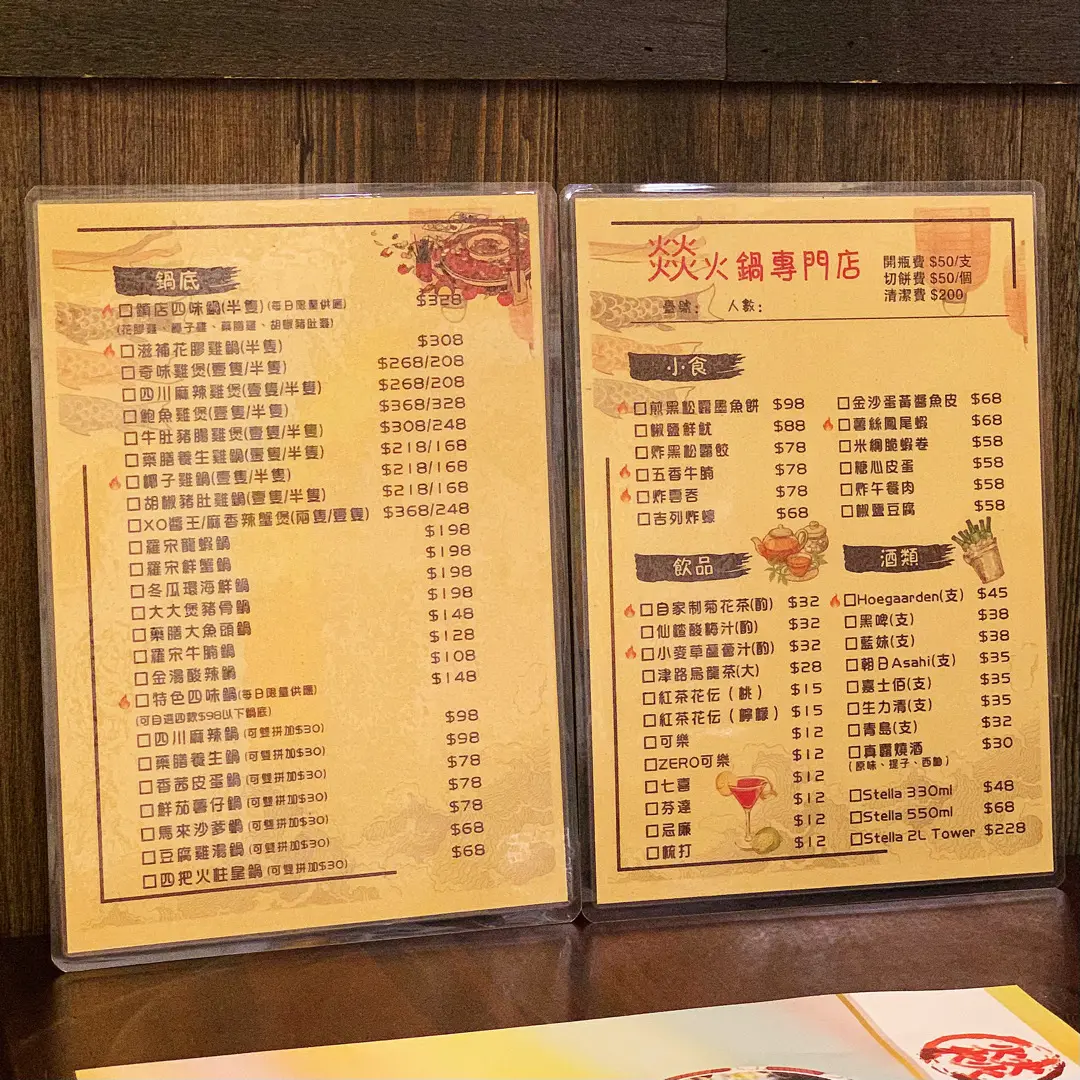 鍋底
□鎮店四味鍋(半隻)(每日限量供應) $328
(花膠雞、椰子雞、藥膳雞、胡椒豬肚雞)
□滋補花膠雞鍋(半隻) $308
□奇味雞煲(壹隻/半隻) $268/208
□四川麻辣雞煲(壹隻/半隻) $268/208
□鮑魚雞煲(壹隻/半隻) $368/328
□牛肚豬腸雞煲(壹隻/半隻) $308/248
□藥膳養生雞鍋(壹隻/半隻) $218/168
□椰子雞鍋(壹隻/半隻) $218/168
□胡椒豬肚雞鍋(壹隻/半隻) $218/168
□XO醬王/麻香辣蟹煲(兩隻/壹隻) $368/248
□羅宋龍蝦鍋 $198
□羅宋鮮蟹鍋 $198
□冬瓜環海鮮鍋 $198
□大大煲豬骨鍋 $198
□藥膳大魚頭鍋 $148
□羅宋牛腩鍋 $128
□金湯酸辣鍋 $108
□特色四味鍋(每日限量供應) $148
(可自選四款$98以下鍋底)
□四川麻辣鍋(可雙拼加$30) $98
□藥膳養生鍋(可雙拼加$30) $98
□香茜皮蛋鍋(可雙拼加$30) $78
□鮮茄薯仔鍋(可雙拼加$30) $78
□馬來沙爹鍋(可雙拼加$30) $78
□豆腐雞湯鍋(可雙拼加$30) $68
□四把火柱皇鍋(可雙拼加$30) $68
燚火鍋專門店
開瓶費 $50/支
切餅費 $50/個
清潔費 $200
臺號: 人數:
小食
□煎黑松露墨魚餅 $98
□椒鹽鮮魷 $88
□炸黑松露餃 $78
□五香牛腩 $78
□炸雲吞 $78
□吉列炸蠔 $68
□金沙蛋黃醬魚皮 $68
□薯絲鳳尾蝦 $68
□米網脆蝦卷 $58
□糖心皮蛋 $58
□炸午餐肉 $58
□椒鹽豆腐 $58
飲品
□自家制菊花茶(酌) $32
□仙楂酸梅汁(酌) $32
□小麥草蘆薈汁(酌) $32
□津路烏龍茶(大) $28
□紅茶花伝(桃) $15
□紅茶花伝(檸檬) $15
□可樂 $12
□ZERO可樂 $12
□七喜 $12
□芬達 $12
□忌廉 $12
□梳打 $12
酒類
□Hoegaarden(支) $45
□黑啤(支) $38
□藍妹(支) $38
□朝日Asahi(支) $35
□嘉士伯(支) $35
□生力清(支) $35
□青島(支) $32
□真露燒酒 $30
(原味、提子、西柚)
□Stella 330ml $48
□Stella 550ml $68
□Stella 2L Tower $228